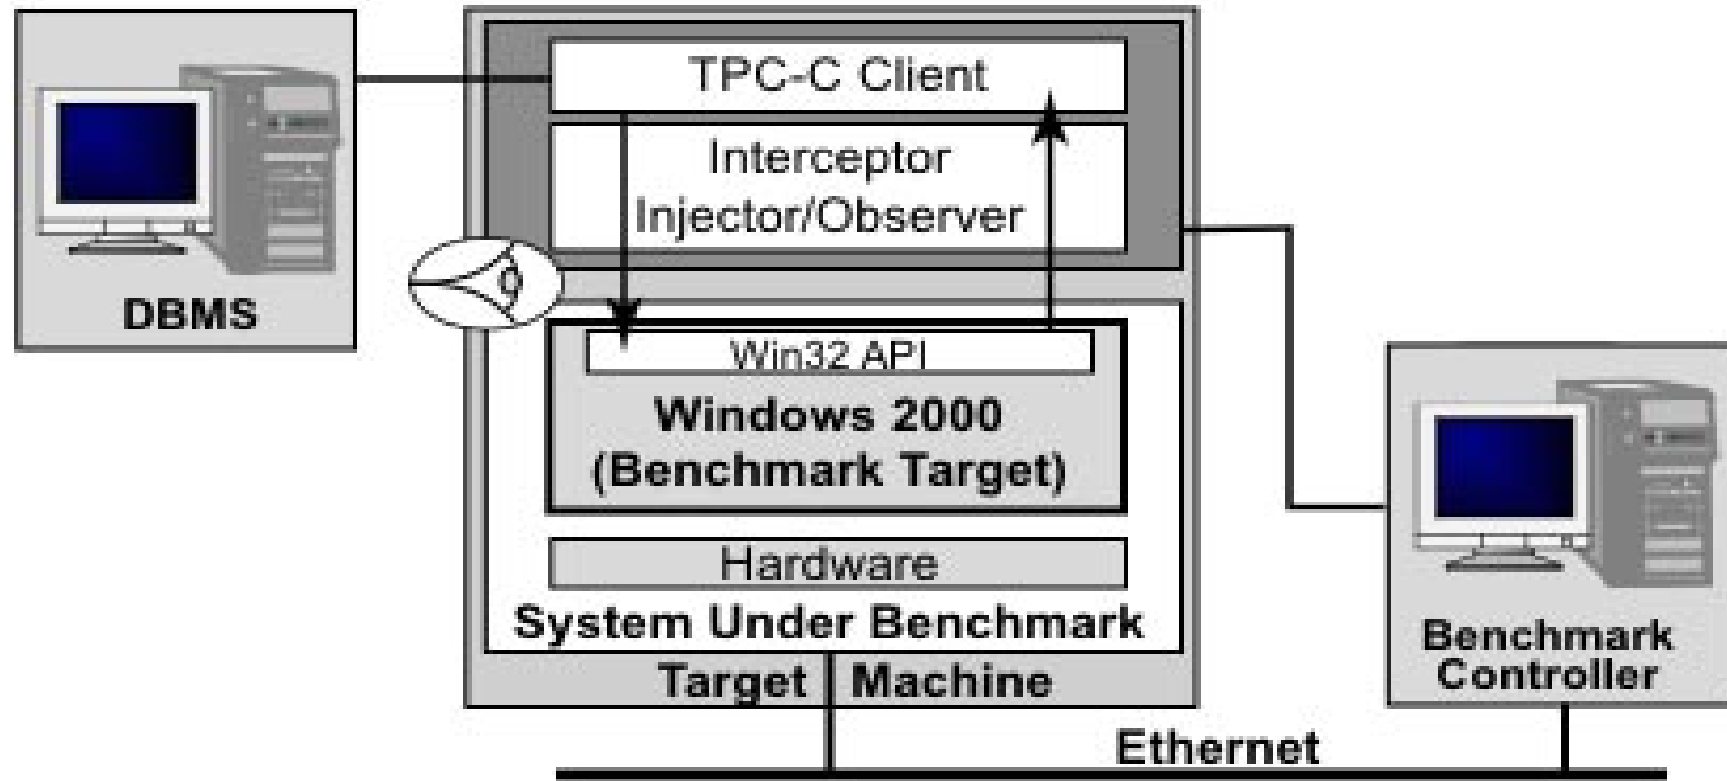 TPC-C Client
Interceptor
Injector/Observer
DBMS
Win32 API
Windows 2000
(Benchmark Target)
Hardware
System Under Benchmark
Target Machine
Benchmark
Controller
Ethernet